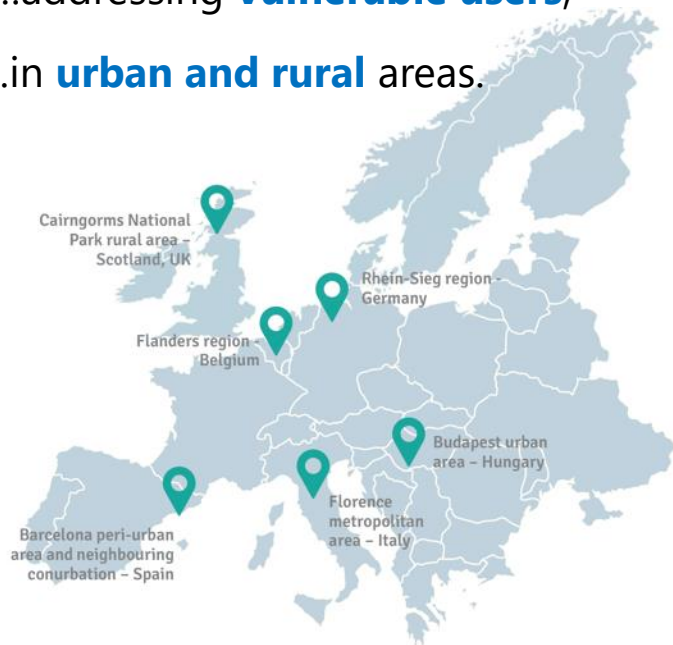 ..addressing vulnerable users,
.in urban and rural areas.
Cairngorms National
Park rural area –
Scotland, UK
Rhein-Sieg region -
Germany
Flanders region -
Belgium
Budapest urban
area – Hungary
Florence
metropolitan
area – Italy
Barcelona peri-urban
area and neighbouring
conurbation – Spain